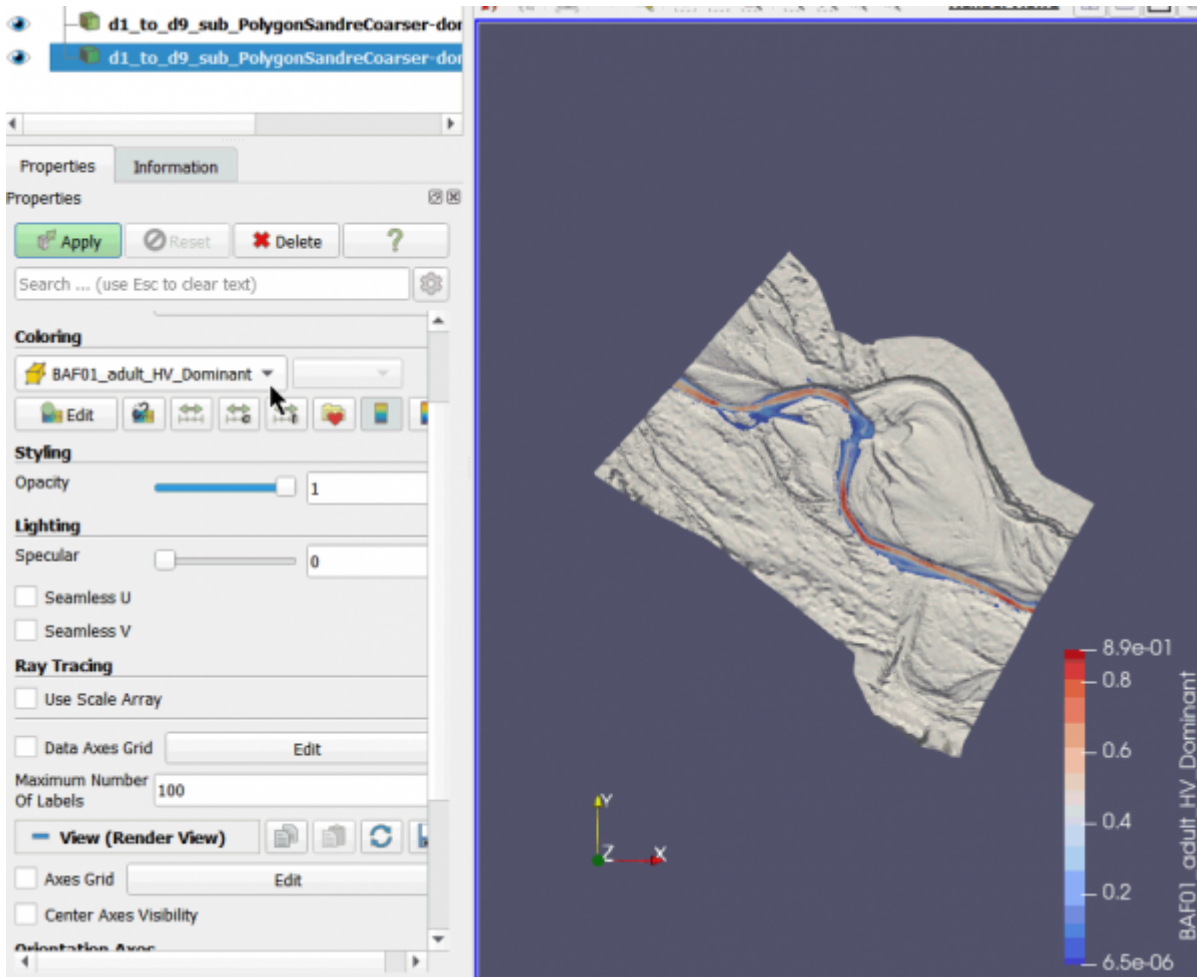 d1_to_d9_sub_PolygonSandreCoarser-dor
d1_to_d9_sub_PolygonSandreCoarser-dor
Properties
Information
Properties
Apply
Reset
Delete
?
Search ... (use Esc to clear text)
Coloring
BAF01_adult_HV_Dominant
Edit
Styling
Opacity
1
Lighting
Specular
0
Seamless U
Seamless V
Ray Tracing
Use Scale Array
Data Axes Grid
Edit
Maximum Number
Of Labels
100
View (Render View)
Axes Grid
Edit
Center Axes Visibility
Orientation Axes
Y
Z
X
8.9e-01
0.8
0.6
0.4
0.2
6.5e-06
BAF01_adult_HV_Dominant